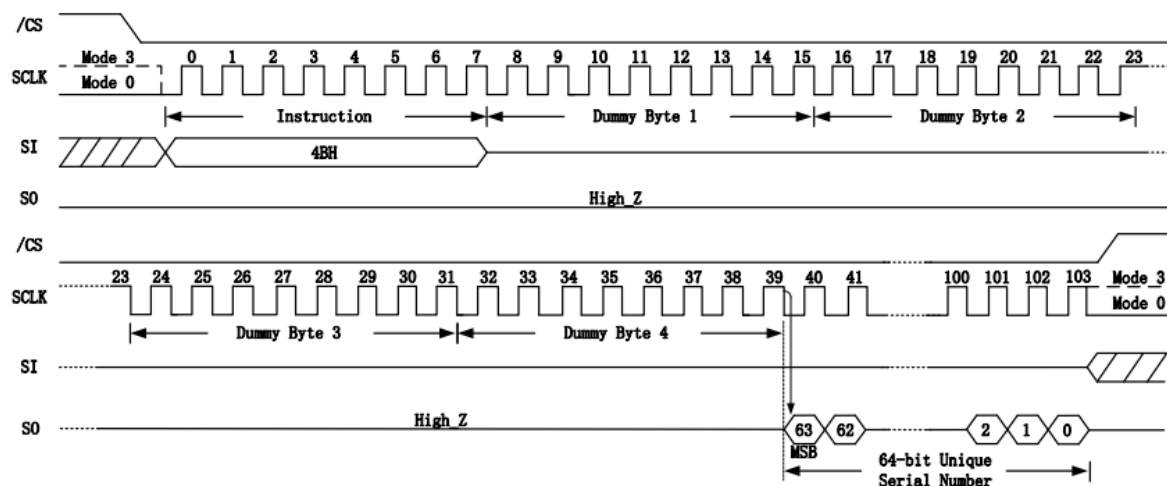 /CS
Mode 3 0 1 2 3 4 5 6 7 8 9 10 11 12 13 14 15 16 17 18 19 20 21 22 23
SCLK
Mode 0
Instruction Dummy Byte 1 Dummy Byte 2
SI 4BH
SO High_Z
/CS
23 24 25 26 27 28 29 30 31 32 33 34 35 36 37 38 39 40 41 100 101 102 103 Mode 3
SCLK
Mode 0
Dummy Byte 3 Dummy Byte 4
SI
High_Z
SO 63 62 2 1 0
MSB
64-bit Unique
Serial Number